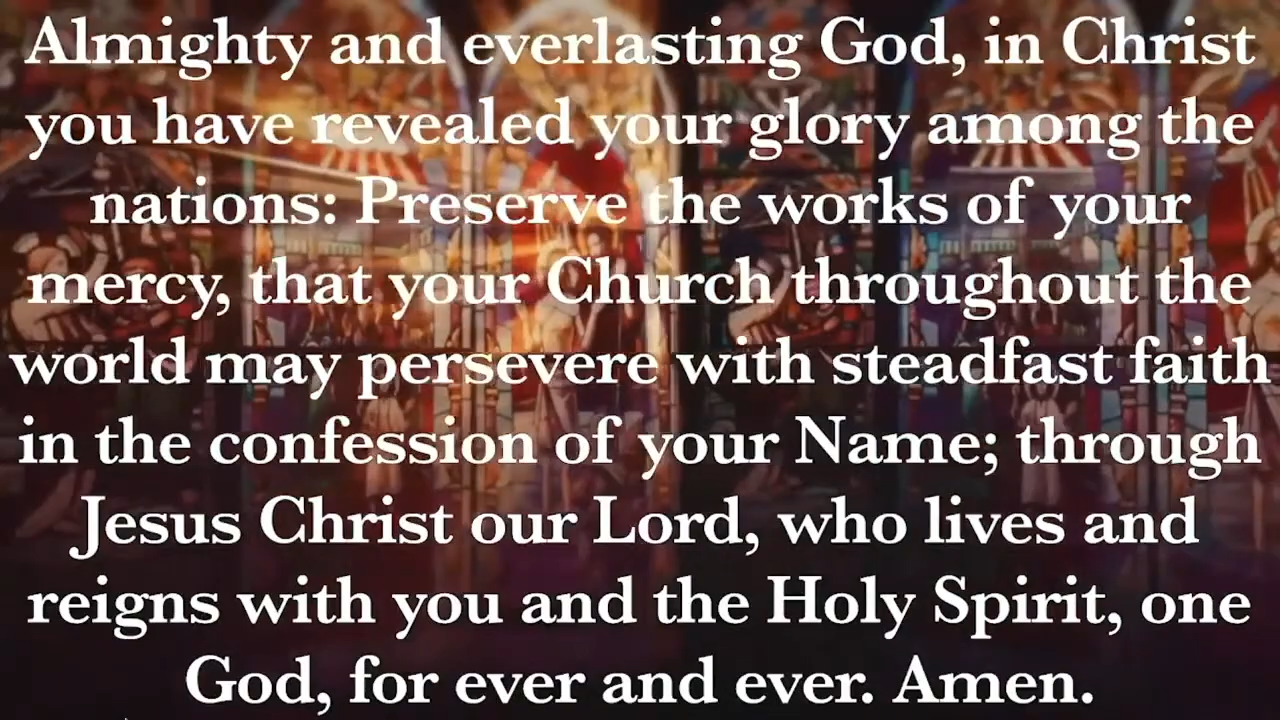 Almighty and everlasting God, in Christ
you have revealed your glory among the
nations: Preserve the works of your
mercy, that your Church throughout the
world may persevere with steadfast faith
in the confession of your Name; through
Jesus Christ our Lord, who lives and
reigns with you and the Holy Spirit, one
God, for ever and ever. Amen.